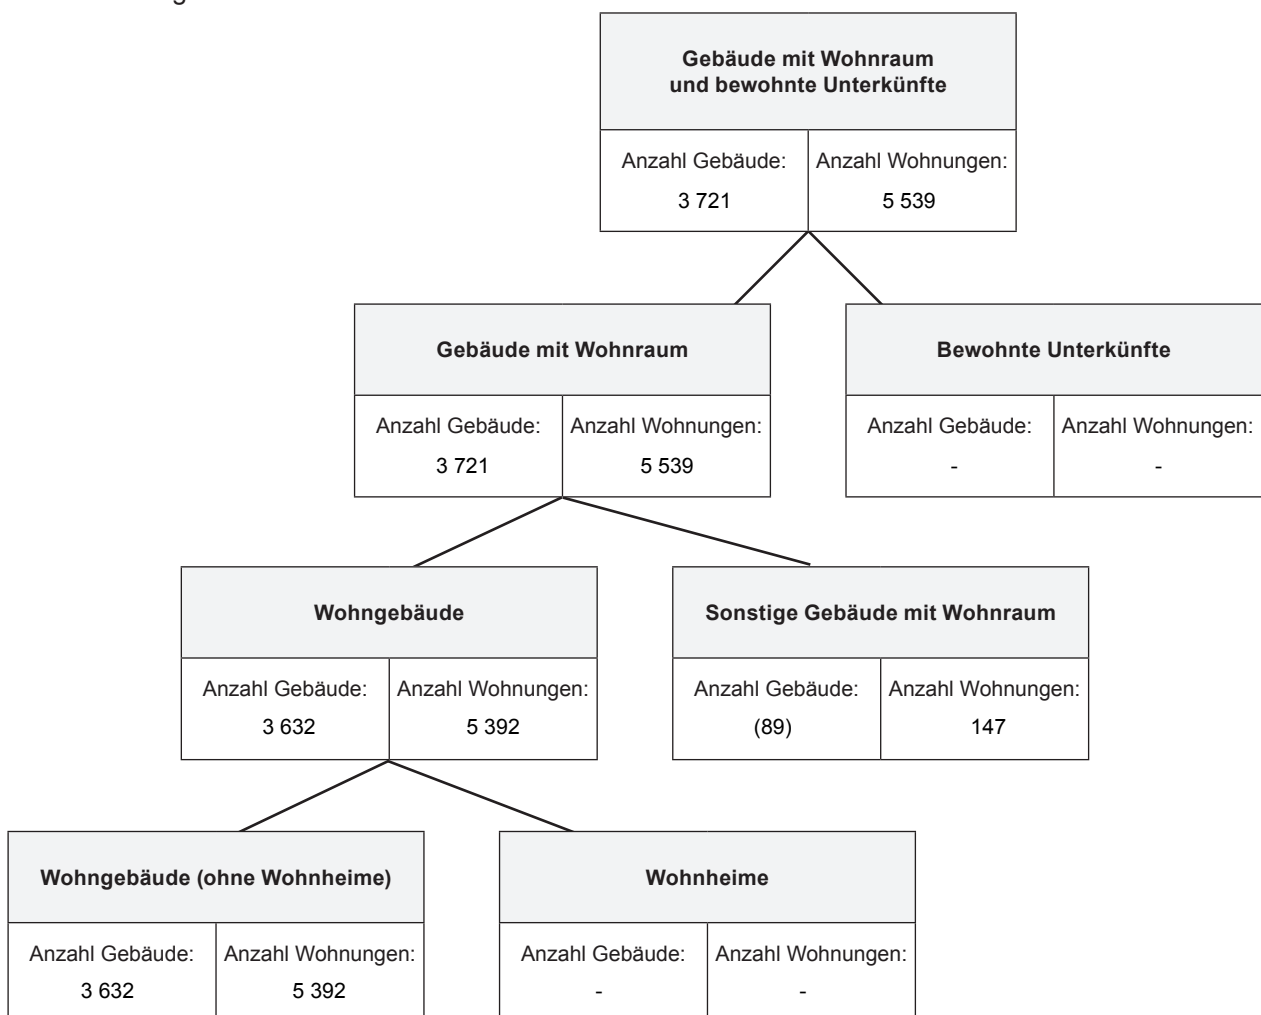 Gebäude mit Wohnraum
und bewohnte Unterkünfte
Anzahl Gebäude: Anzahl Wohnungen:
3 721 5 539
Gebäude mit Wohnraum Bewohnte Unterkünfte
Anzahl Gebäude: Anzahl Wohnungen: Anzahl Gebäude: Anzahl Wohnungen:
3 721 5 539 - -
Wohngebäude Sonstige Gebäude mit Wohnraum
Anzahl Gebäude: Anzahl Wohnungen: Anzahl Gebäude: Anzahl Wohnungen:
3 632 5 392 (89) 147
Wohngebäude (ohne Wohnheime) Wohnheime
Anzahl Gebäude: Anzahl Wohnungen: Anzahl Gebäude: Anzahl Wohnungen:
3 632 5 392 - -